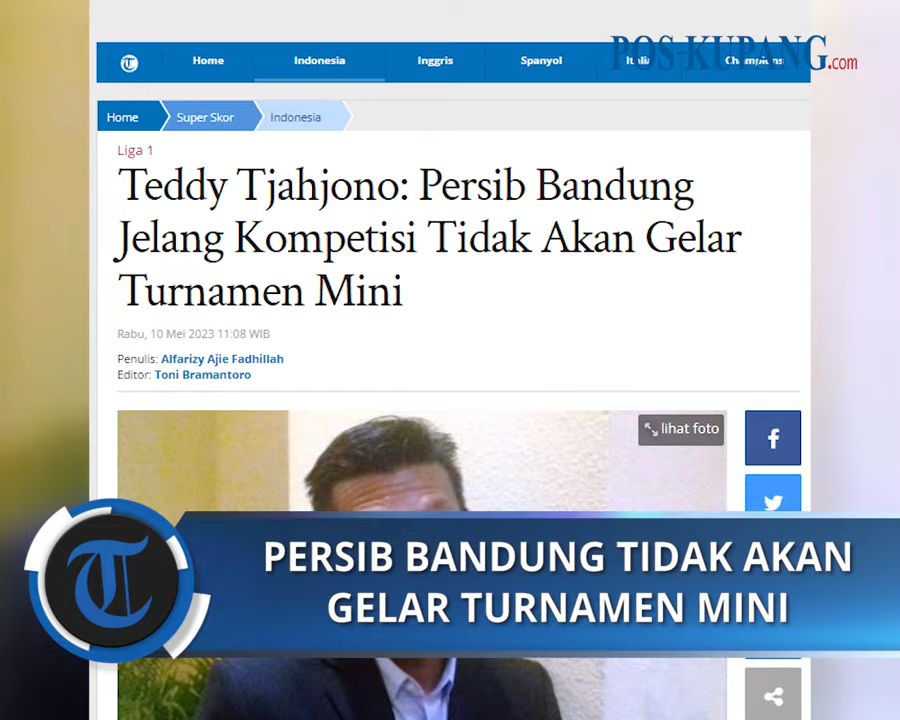 POS-KUPANG.com
Home Indonesia Inggris Spanyol Italia Champions
Home Super Skor Indonesia
Liga 1
Teddy Tjahjono: Persib Bandung
Jelang Kompetisi Tidak Akan Gelar
Turnamen Mini
Rabu, 10 Mei 2023 11:08 WIB
Penulis: Alfarizy Ajie Fadhillah
Editor: Toni Bramantoro
lihat foto
PERSIB BANDUNG TIDAK AKAN
GELAR TURNAMEN MINI